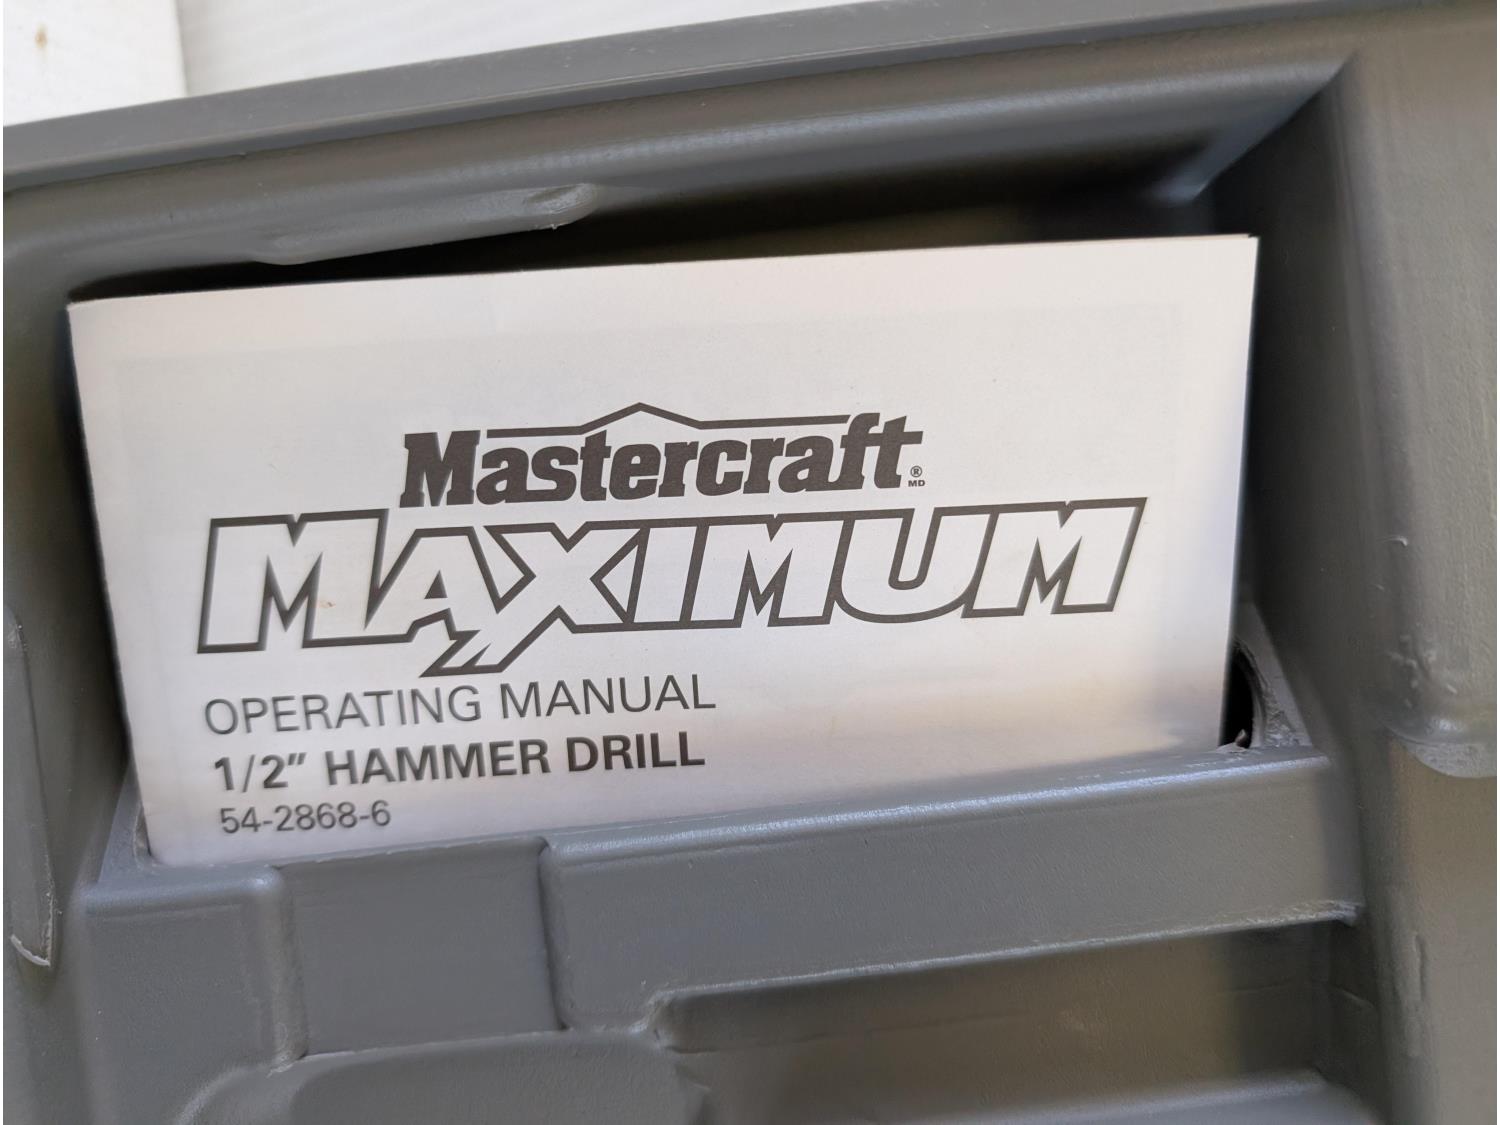 Mastercraft®
MD
MAXIMUM
OPERATING MANUAL
1/2" HAMMER DRILL
54-2868-6